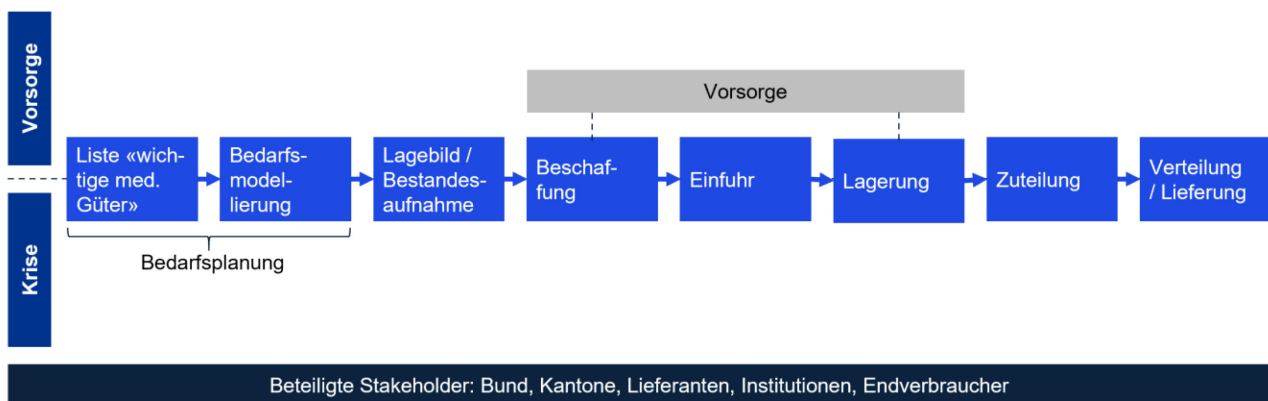 Vorsorge
Vorsorge
Liste «wich-
tige med.
Güter»
Bedarfs-
model-
lierung
Lagebild /
Bestandes-
aufnahme
Beschaf-
fung
Einfuhr
Lagerung
Zuteilung
Verteilung
/ Lieferung
Krise
Bedarfsplanung
Beteiligte Stakeholder: Bund, Kantone, Lieferanten, Institutionen, Endverbraucher